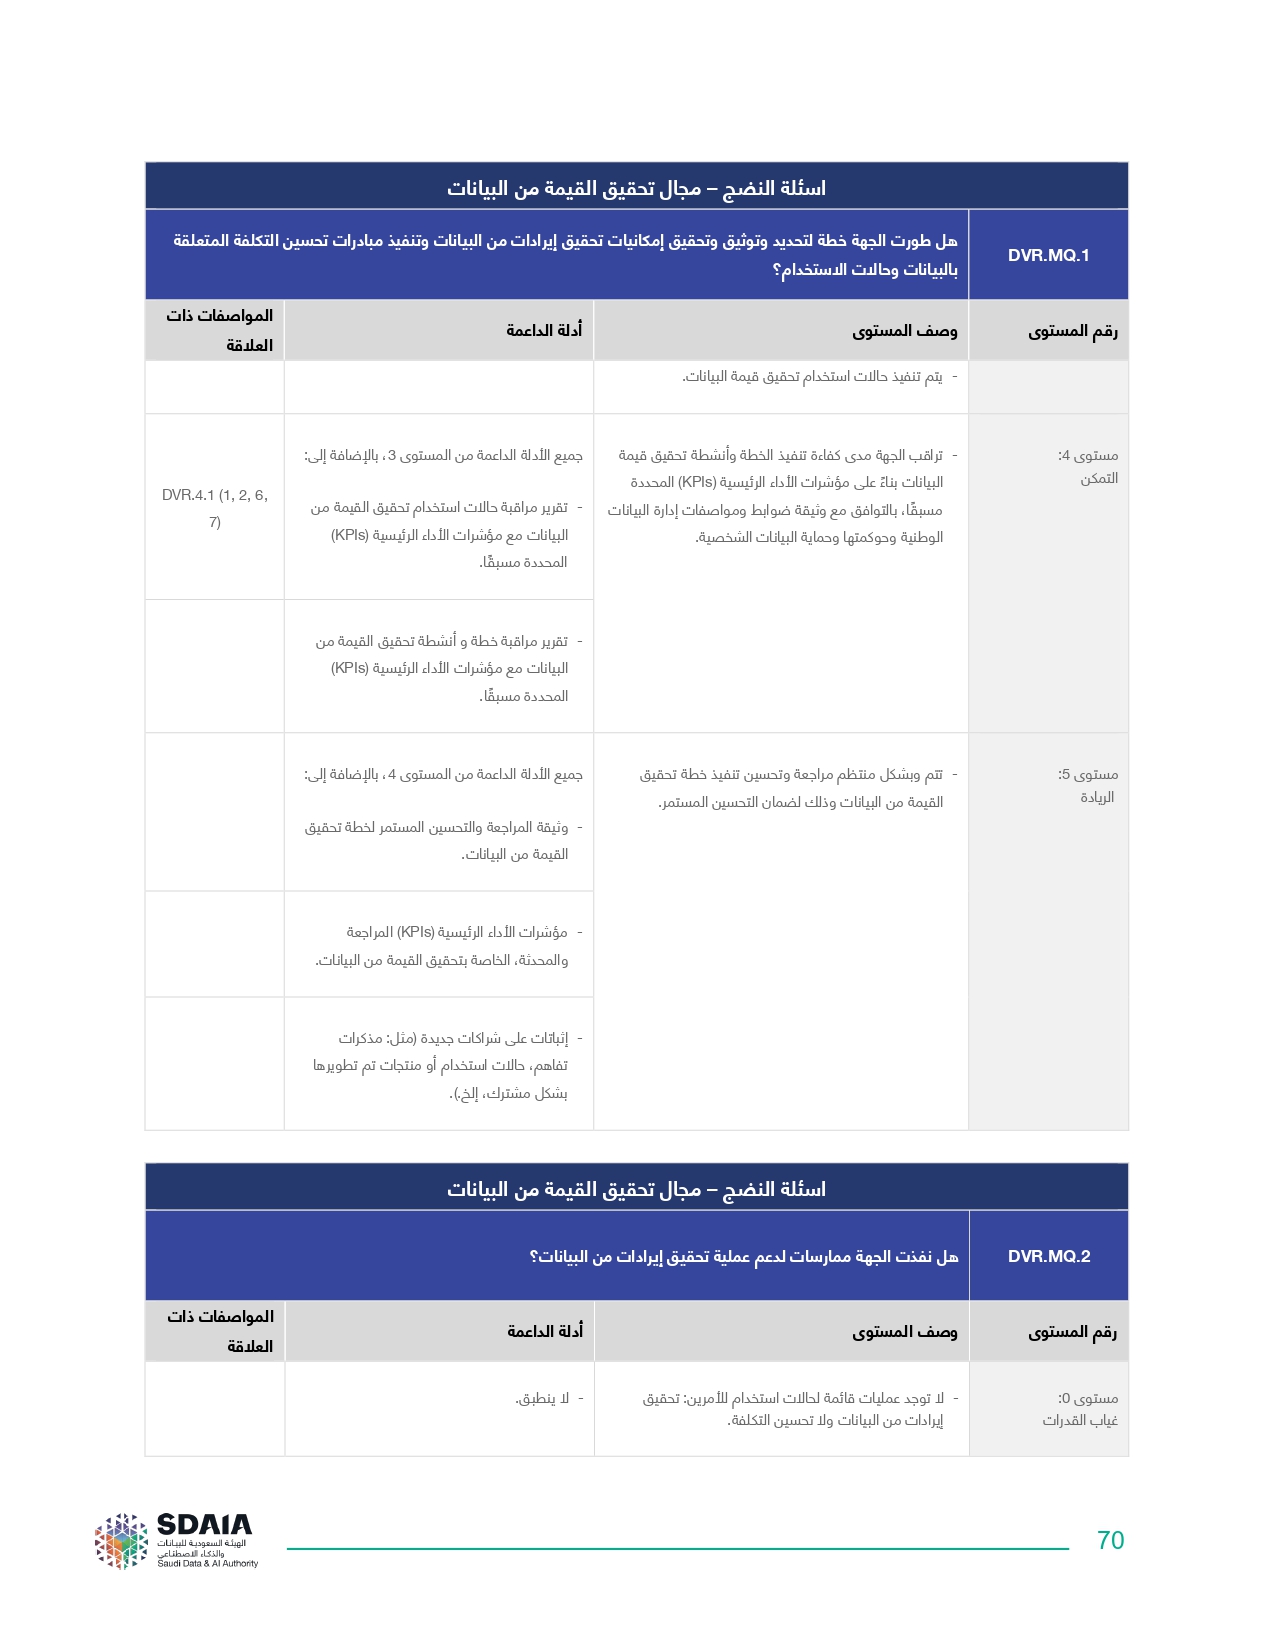 اسئلة النضج – مجال تحقيق القيمة من البيانات
DVR.MQ.1
هل طورت الجهة خطة لتحديد وتوثيق وتحقيق إمكانيات تحقيق إيرادات من البيانات وتنفيذ مبادرات تحسين التكلفة المتعلقة
بالبيانات وحالات الاستخدام؟
رقم المستوى
وصف المستوى
أدلة الداعمة
المواصفات ذات
العلاقة
- يتم تنفيذ حالات استخدام تحقيق قيمة البيانات.
مستوى 4:
التمكن
- تراقب الجهة مدى كفاءة تنفيذ الخطة وأنشطة تحقيق قيمة
البيانات بناءً على مؤشرات الأداء الرئيسية (KPIs) المحددة
مسبقًا، بالتوافق مع وثيقة ضوابط ومواصفات إدارة البيانات
الوطنية وحوكمتها وحماية البيانات الشخصية.
جميع الأدلة الداعمة من المستوى 3، بالإضافة إلى:
- تقرير مراقبة حالات استخدام تحقيق القيمة من
البيانات مع مؤشرات الأداء الرئيسية (KPIs)
المحددة مسبقًا.
DVR.4.1 (1, 2, 6,
7)
- تقرير مراقبة خطة و أنشطة تحقيق القيمة من
البيانات مع مؤشرات الأداء الرئيسية (KPIs)
المحددة مسبقًا.
مستوى 5:
الريادة
- تتم وبشكل منتظم مراجعة وتحسين تنفيذ خطة تحقيق
القيمة من البيانات وذلك لضمان التحسين المستمر.
جميع الأدلة الداعمة من المستوى 4، بالإضافة إلى:
- وثيقة المراجعة والتحسين المستمر لخطة تحقيق
القيمة من البيانات.
- مؤشرات الأداء الرئيسية (KPIs) المراجعة
والمحدثة، الخاصة بتحقيق القيمة من البيانات.
- إثباتات على شراكات جديدة (مثل: مذكرات
تفاهم، حالات استخدام أو منتجات تم تطويرها
بشكل مشترك، إلخ.).
اسئلة النضج – مجال تحقيق القيمة من البيانات
DVR.MQ.2
هل نفذت الجهة ممارسات لدعم عملية تحقيق إيرادات من البيانات؟
رقم المستوى
وصف المستوى
أدلة الداعمة
المواصفات ذات
العلاقة
مستوى 0:
غياب القدرات
- لا توجد عمليات قائمة لحالات استخدام للأمرين: تحقيق
إيرادات من البيانات ولا تحسين التكلفة.
- لا ينطبق.
SDAIA
الهيئة السعودية للبيانات
والذكاء الاصطناعي
Saudi Data & AI Authority
70